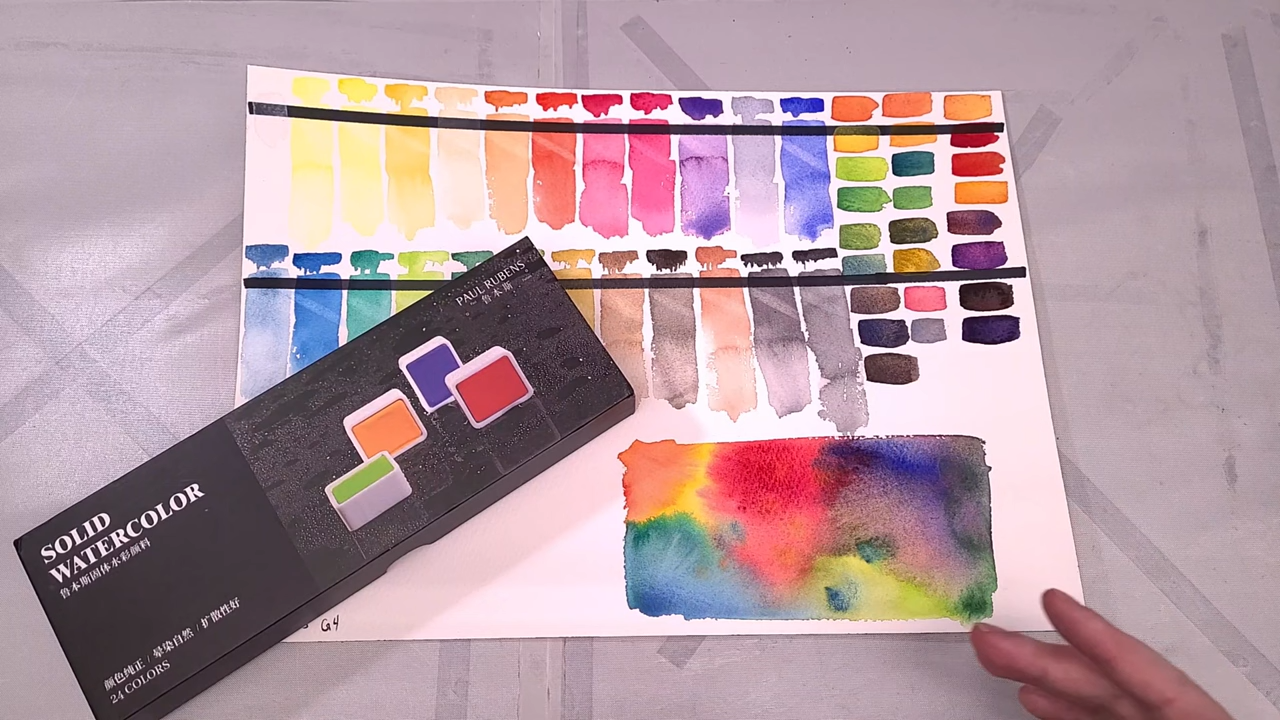 PAUL RUBENS
鲁本斯
SOLID
WATERCOLOR
鲁本斯固体水彩颜料
颜色纯正 / 晕染自然 / 扩散性好
24 COLORS
G4